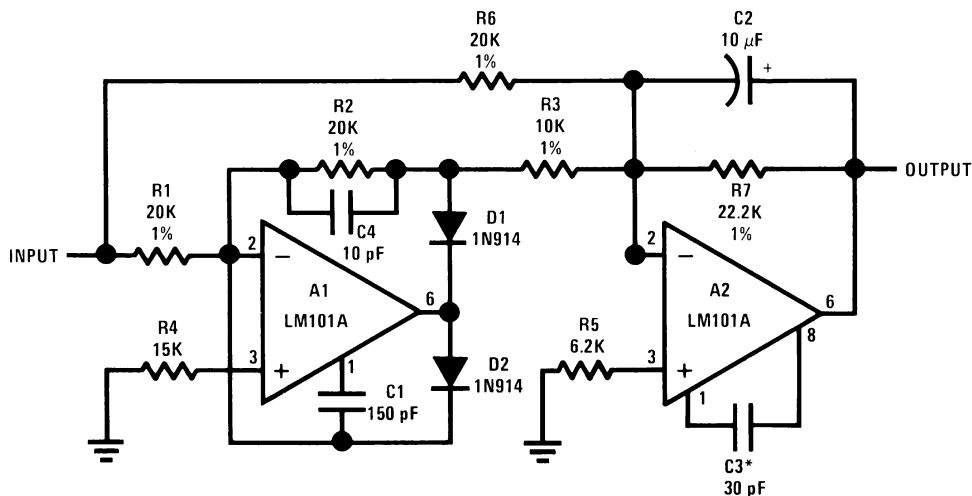 R6
20K
1%
C2
10 μF
+
R2
20K
1%
R3
10K
1%
OUTPUT
R1
20K
1%
C4
10 pF
D1
1N914
R7
22.2K
1%
INPUT
2
−
2
−
A1
LM101A
6
A2
LM101A
6
R4
15K
3
+
1
D2
1N914
R5
6.2K
3
+
1
8
C1
150 pF
C3*
30 pF